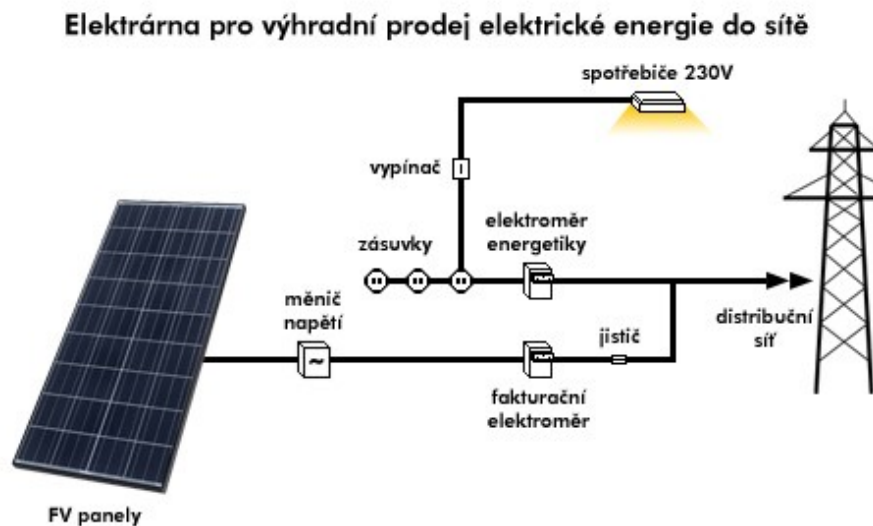 Elektrárna pro výhradní prodej elektrické energie do sítě
spotřebiče 230V
vypínač
zásuvky
elektroměr
energetiky
měnič
napětí
jistič
distribuční
síť
fakturační
elektroměr
FV panely